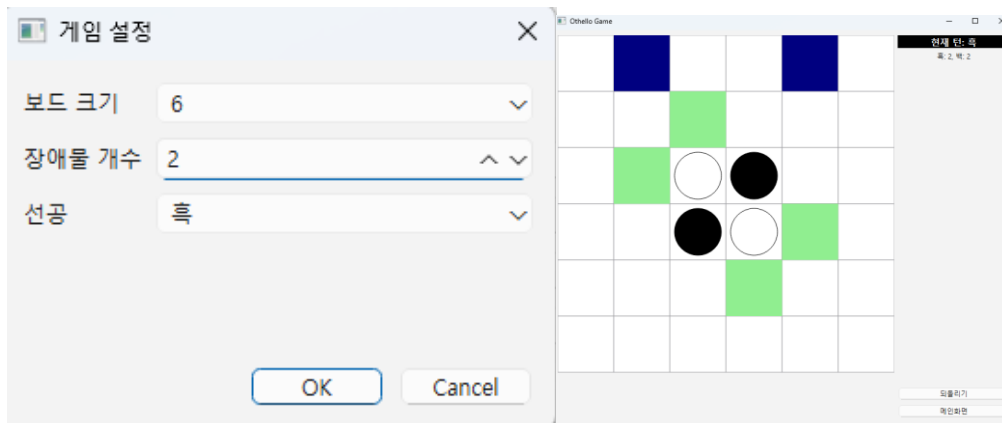 게임 설정
보드 크기 6
장애물 개수 2
선공 흑
OK Cancel
Othello Game
현재 턴: 흑
흑: 2, 백: 2
되돌리기
메인화면